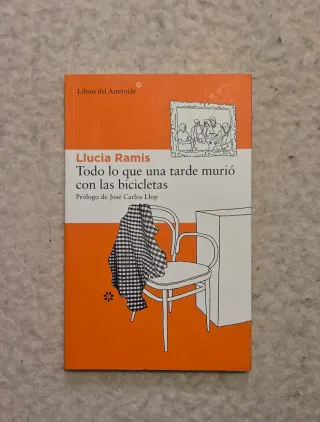 Libros del Asteroide
Llucia Ramis
Todo lo que una tarde murió
con las bicicletas
Prólogo de José Carlos Llop